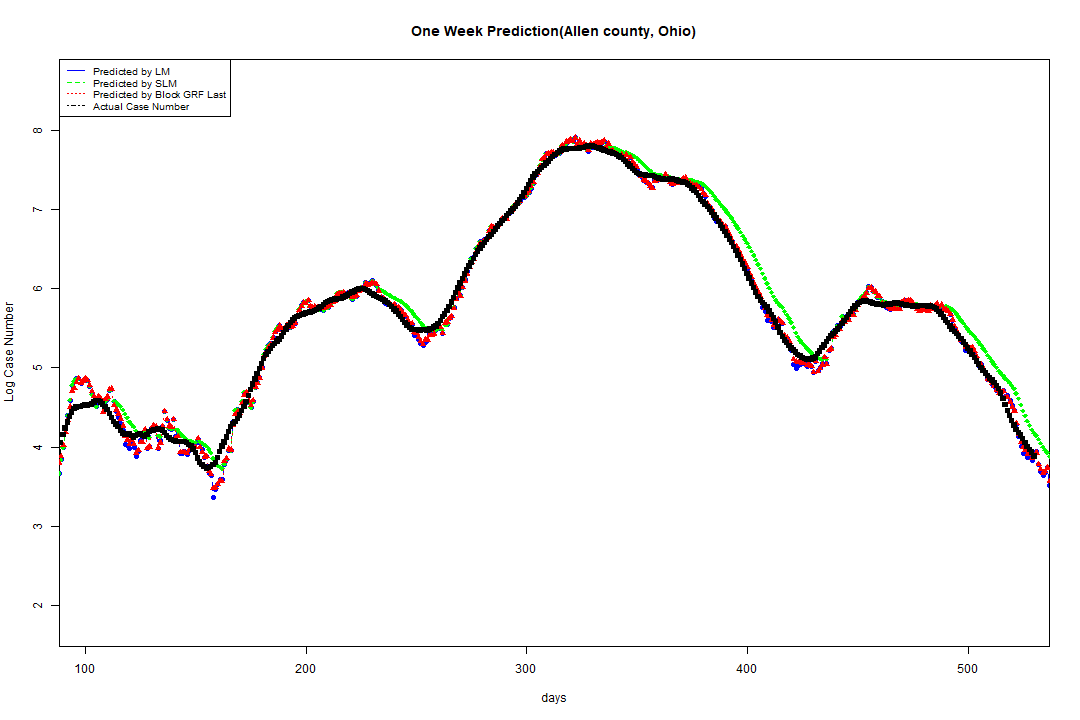 One Week Prediction(Allen county, Ohio)
Predicted by LM
Predicted by SLM
Predicted by Block GRF Last
Actual Case Number
8
7
6
5
4
3
2
Log Case Number
100 200 300 400 500
days